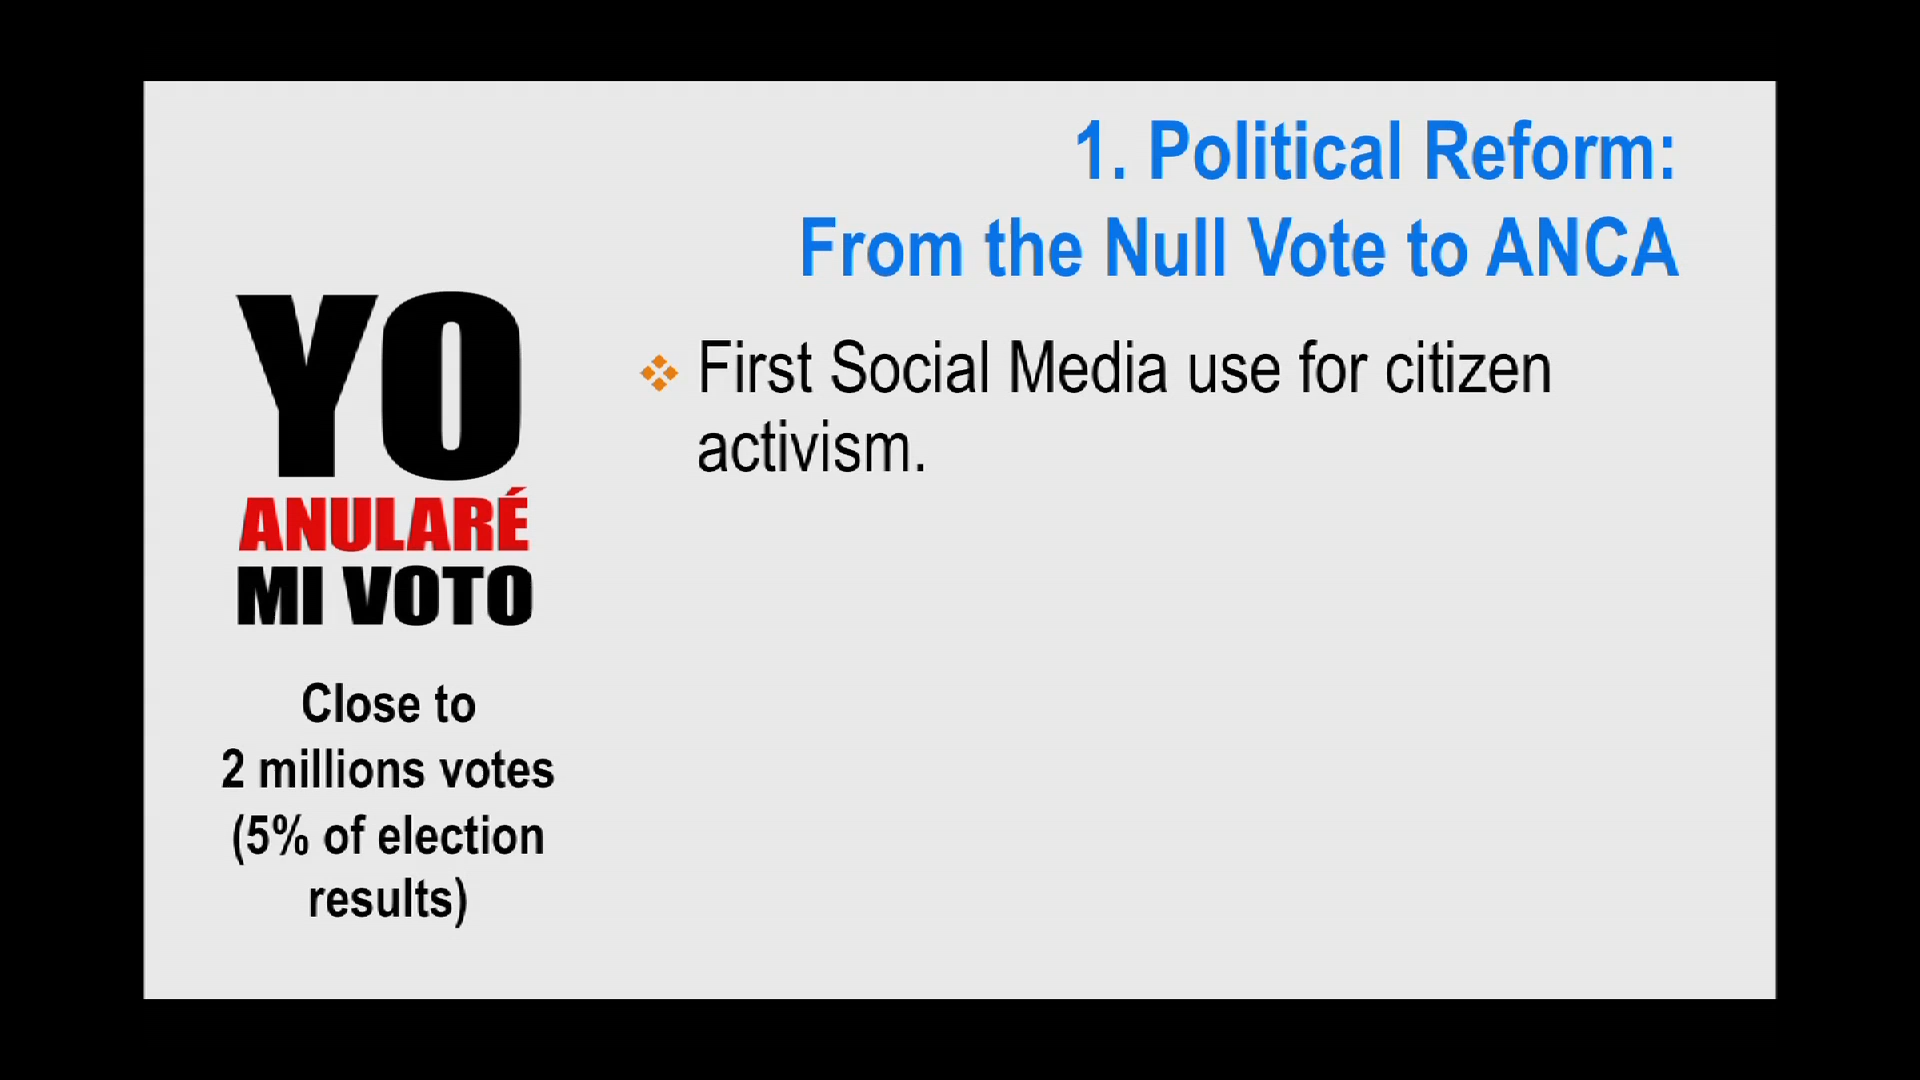 1. Political Reform:
From the Null Vote to ANCA
YO
ANULARÉ
MI VOTO
Close to
2 millions votes
(5% of election
results)
First Social Media use for citizen
activism.